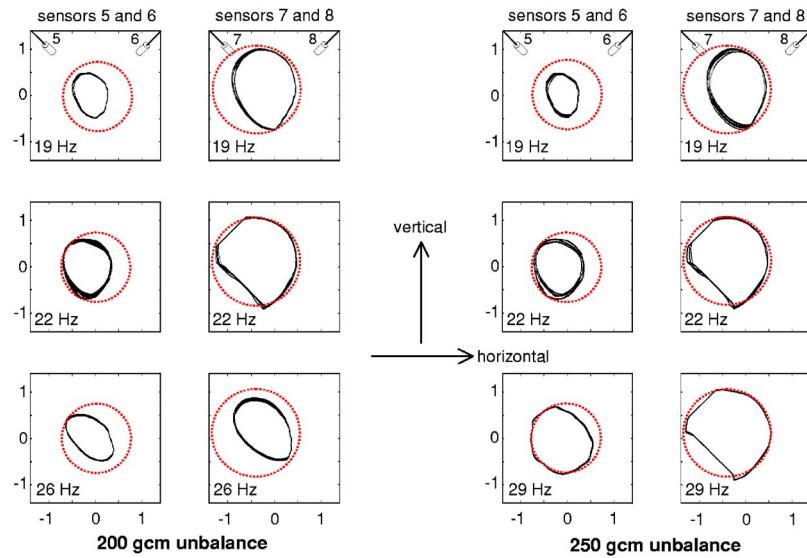 sensors 5 and 6 sensors 7 and 8 sensors 5 and 6 sensors 7 and 8
5 6 7 8 5 6 7 8
1
0
-1
19 Hz 19 Hz 19 Hz 19 Hz
1
0
-1
22 Hz 22 Hz 22 Hz 22 Hz
vertical
horizontal
1
0
-1
26 Hz 26 Hz 29 Hz 29 Hz
-1 0 1 -1 0 1 -1 0 1 -1 0 1
200 gcm unbalance 250 gcm unbalance